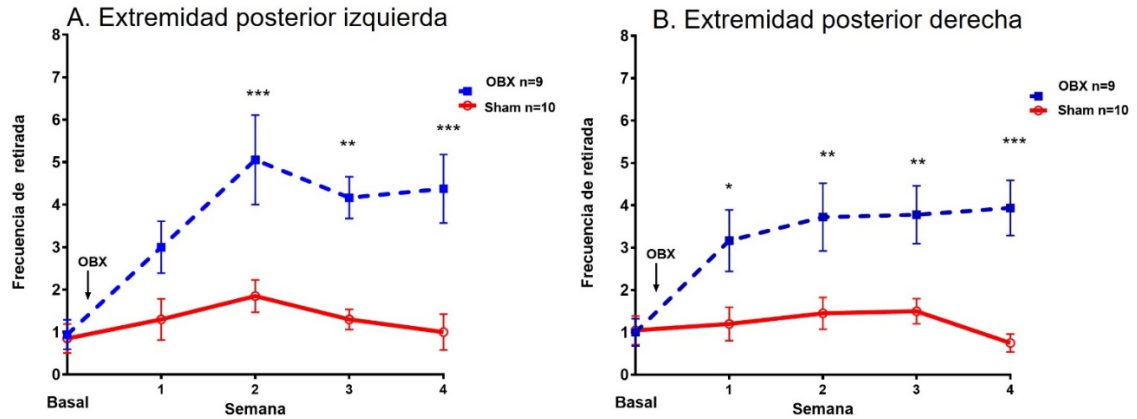 A. Extremidad posterior izquierda
8
7
6
5
4
3
2
1
0
Frecuencia de retirada
OBX n=9
Sham n=10
***
**
***
OBX
Basal
1
2
3
4
Semana
B. Extremidad posterior derecha
8
7
6
5
4
3
2
1
0
Frecuencia de retirada
OBX n=9
Sham n=10
*
**
**
***
OBX
Basal
1
2
3
4
Semana